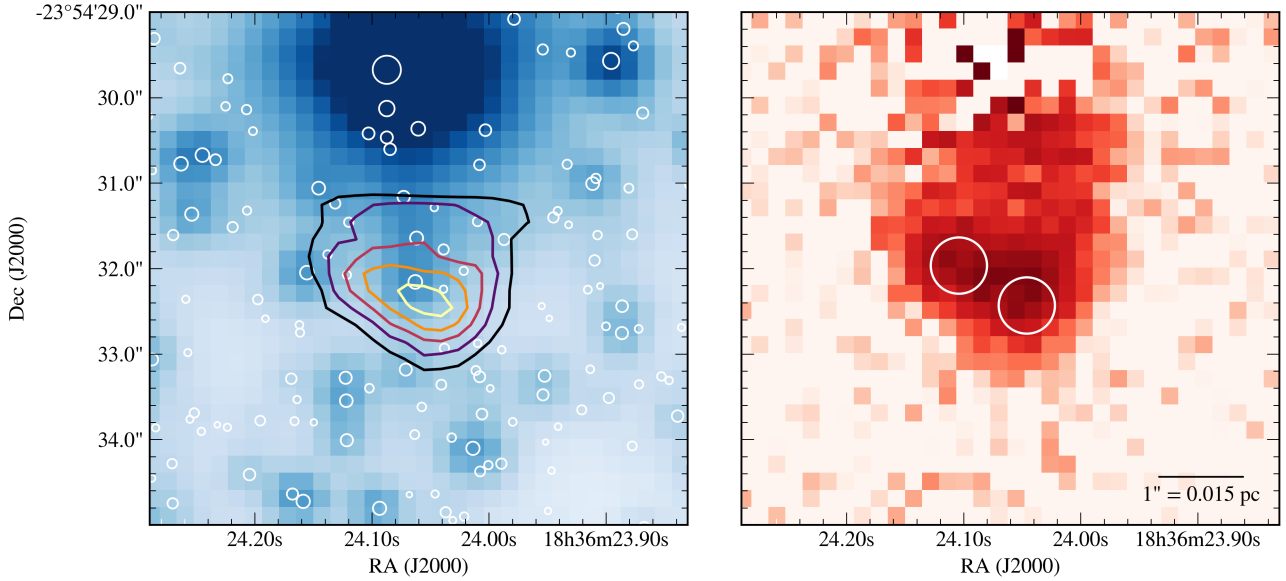 -23°54'29.0"
30.0"
31.0"
32.0"
33.0"
34.0"
Dec (J2000)
24.20s
24.10s
24.00s
18h36m23.90s
RA (J2000)
1" = 0.015 pc
24.20s
24.10s
24.00s
18h36m23.90s
RA (J2000)